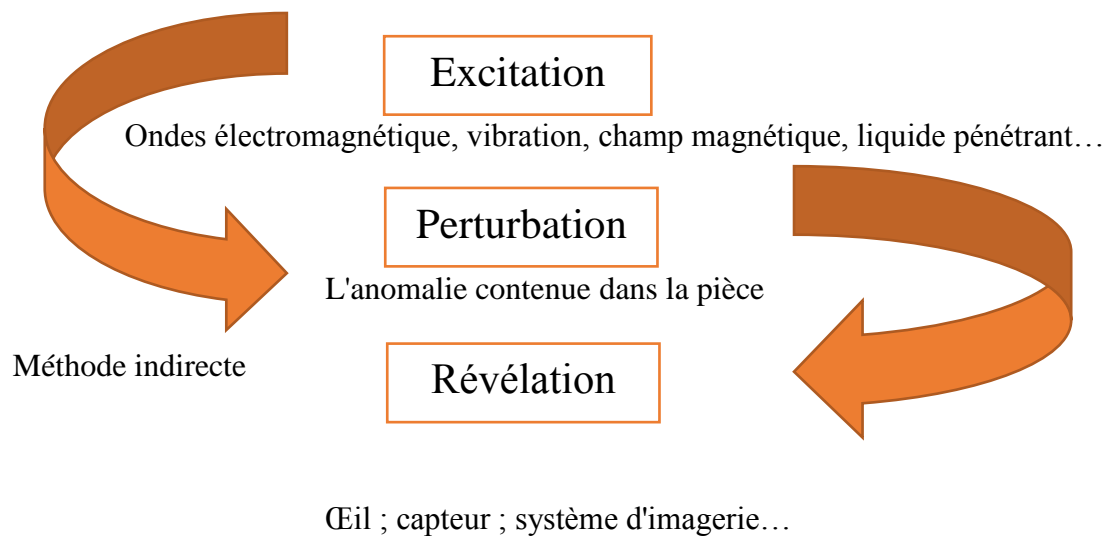 Excitation
Ondes électromagnétique, vibration, champ magnétique, liquide pénétrant…
Perturbation
L'anomalie contenue dans la pièce
Méthode indirecte
Révélation
Œil ; capteur ; système d'imagerie…